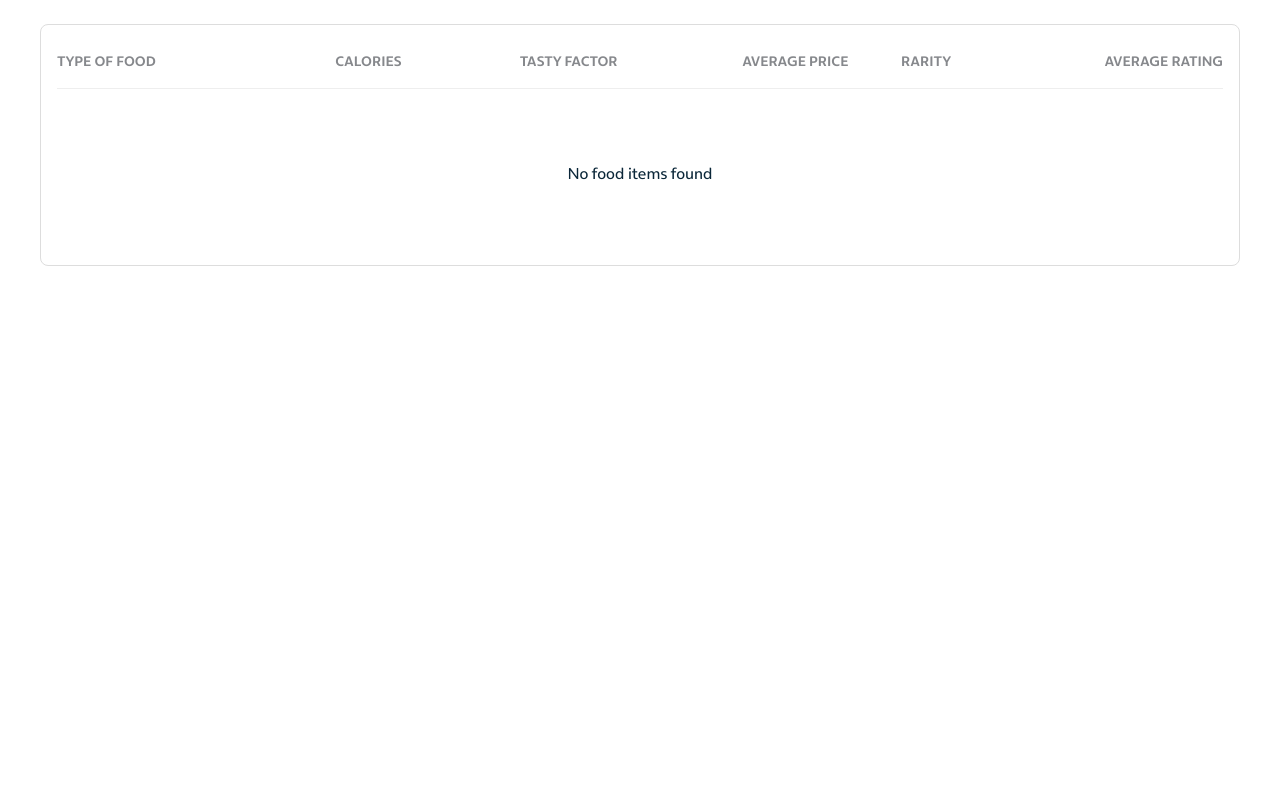 TYPE OF FOOD CALORIES TASTY FACTOR AVERAGE PRICE RARITY AVERAGE RATING
No food items found